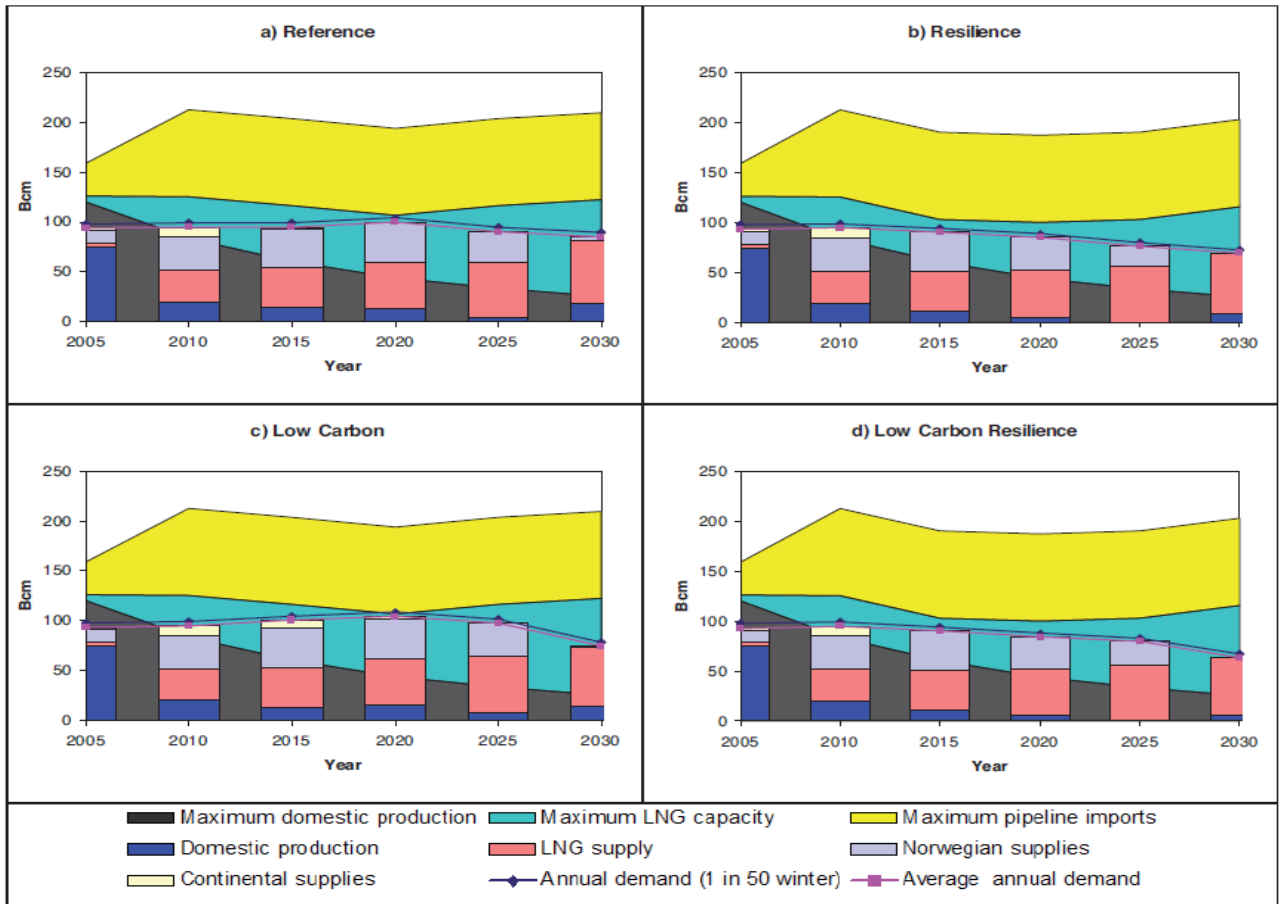 a) Reference
250
200
150
100
50
0
Bcm
2005 2010 2015 2020 2025 2030
Year
b) Resilience
250
200
150
100
50
0
Bcm
2005 2010 2015 2020 2025 2030
Year
c) Low Carbon
250
200
150
100
50
0
Bcm
2005 2010 2015 2020 2025 2030
Year
d) Low Carbon Resilience
250
200
150
100
50
0
Bcm
2005 2010 2015 2020 2025 2030
Year
Maximum domestic production Maximum LNG capacity Maximum pipeline imports
Domestic production LNG supply Norwegian supplies
Continental supplies Annual demand (1 in 50 winter) Average annual demand